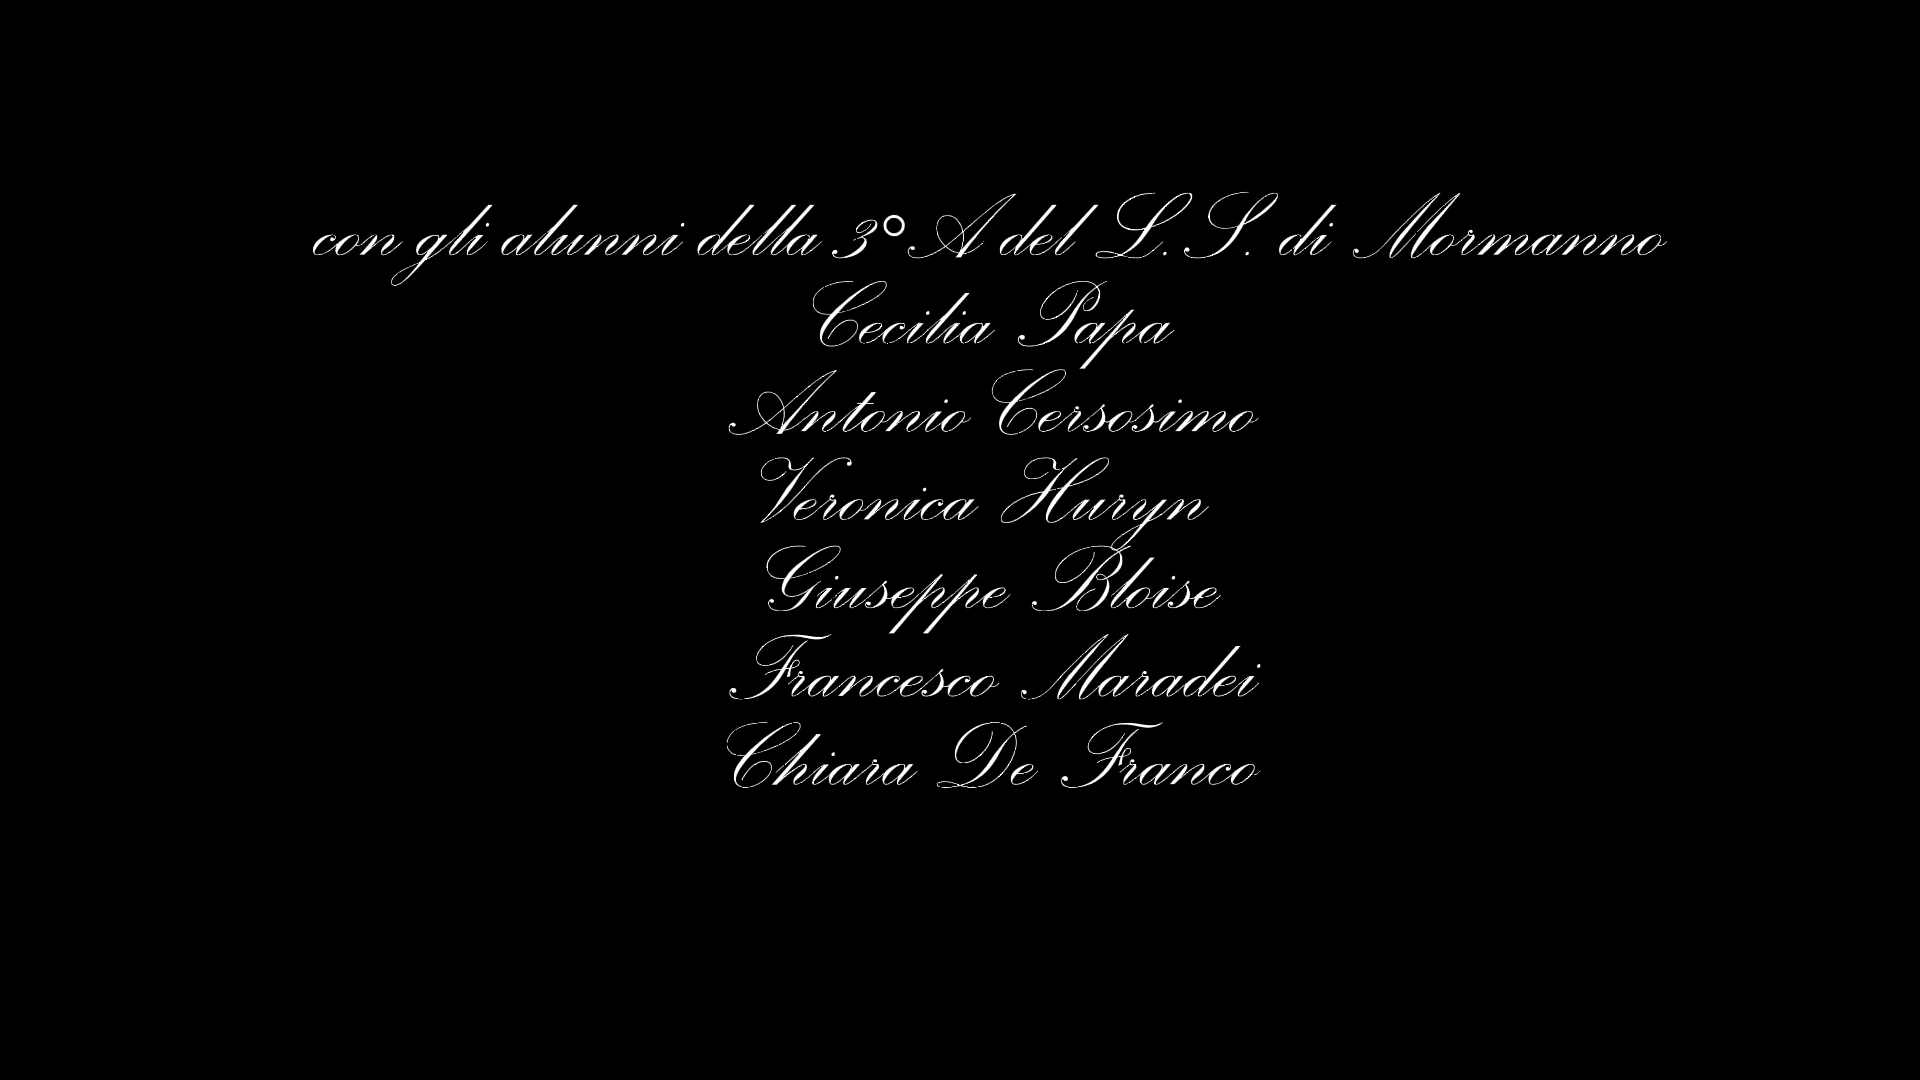 con gli alunni della 3°A del L.S. di Mormanno
Cecilia Papa
Antonio Cersosimo
Veronica Huryn
Giuseppe Bloise
Francesco Maradei
Chiara De Franco